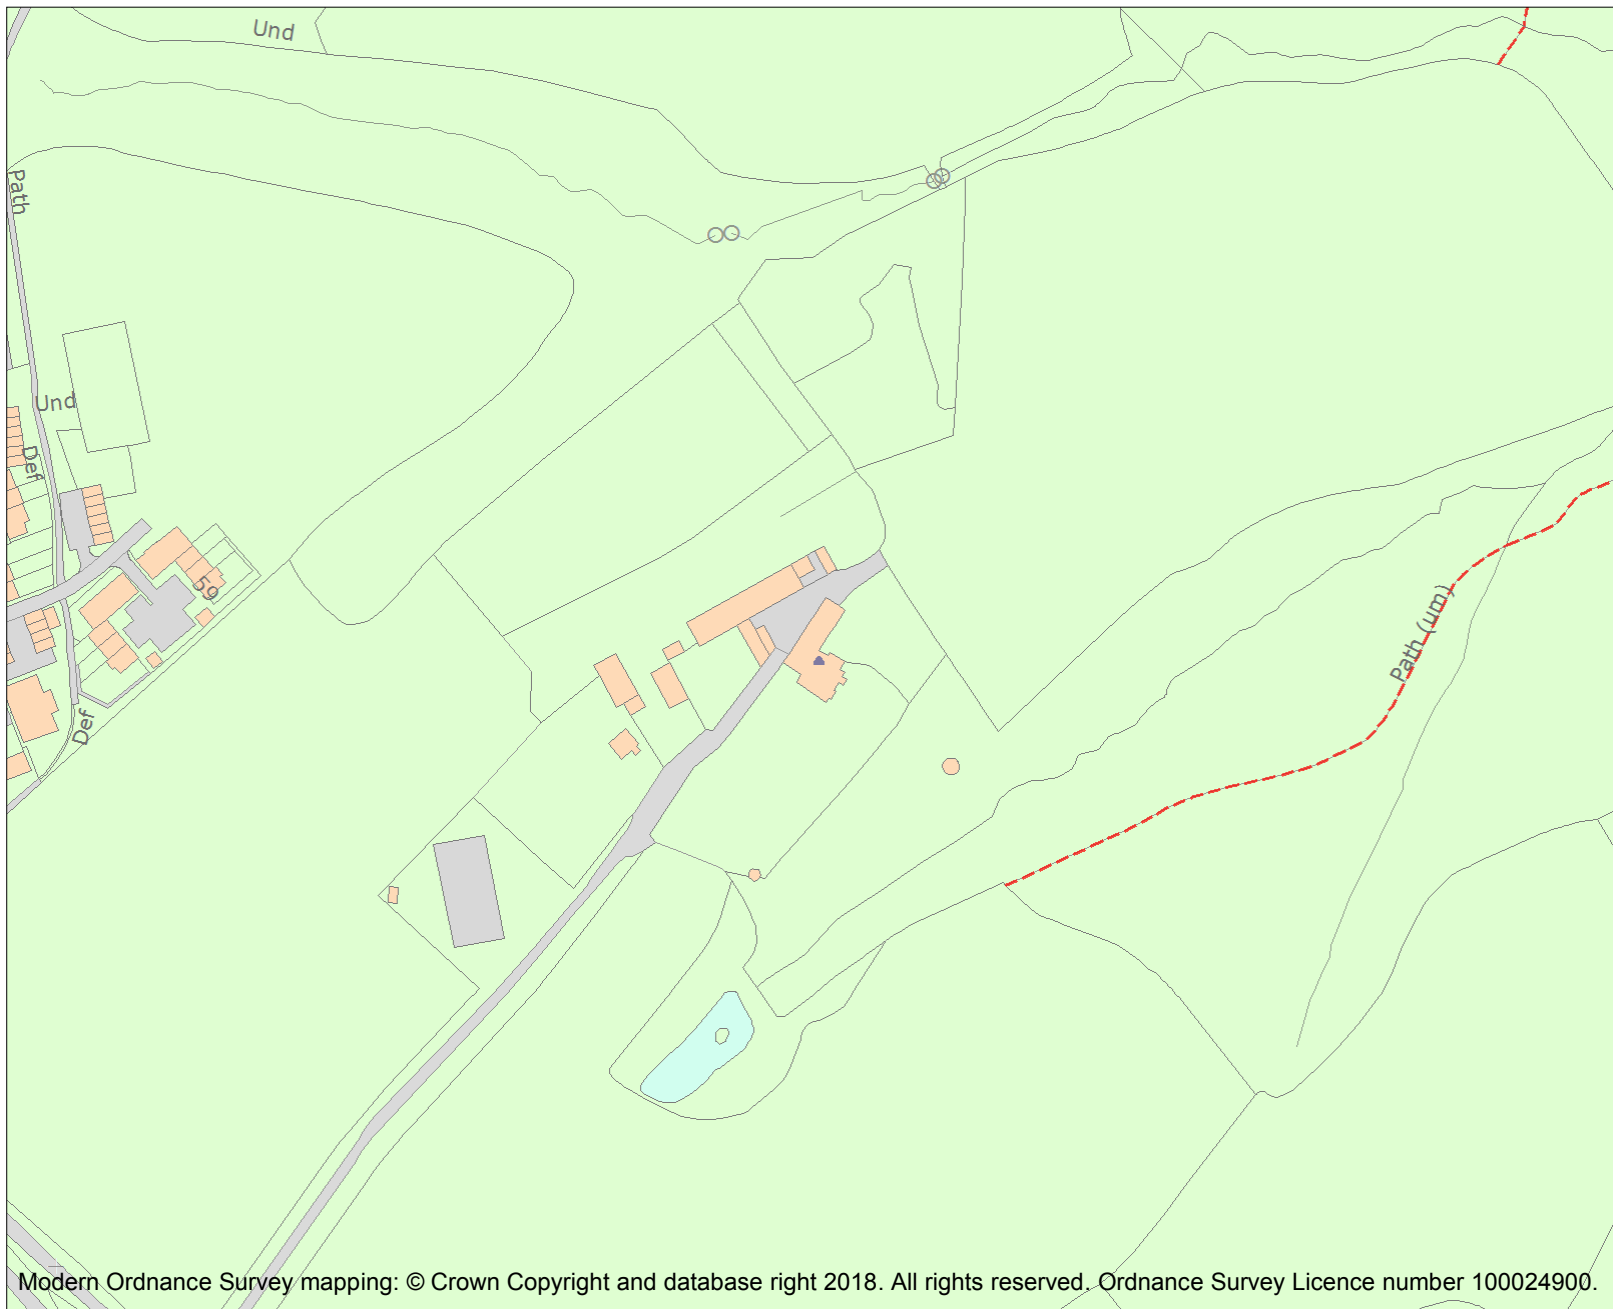 Und
Path
Und
Def
59
Path (um)
Def
Modern Ordnance Survey mapping: © Crown Copyright and database right 2018. All rights reserved. Ordnance Survey Licence number 100024900.